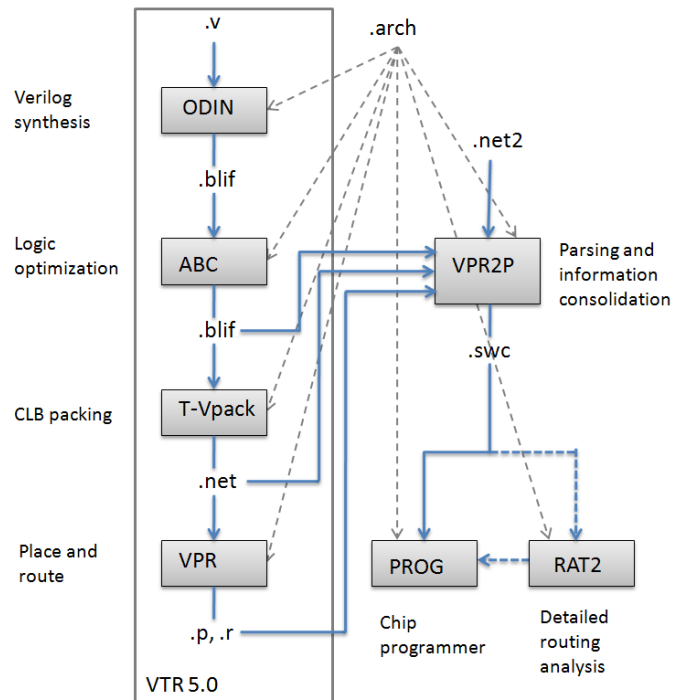 .v
.arch
Verilog
synthesis
ODIN
.net2
.blif
Logic
optimization
ABC
VPR2P
Parsing and
information
consolidation
.blif
.swc
CLB packing
T-Vpack
.net
Place and
route
VPR
PROG
RAT2
.p, .r
Chip
programmer
Detailed
routing
analysis
VTR 5.0